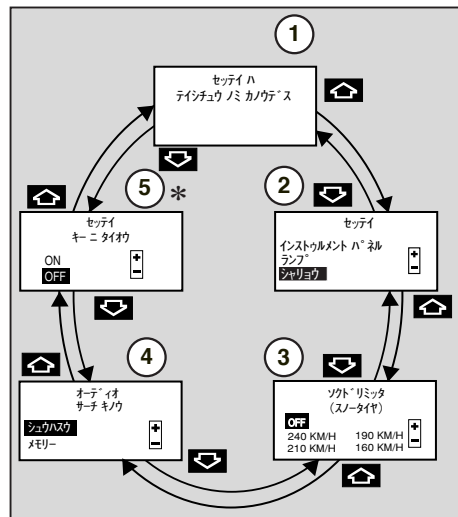 1
セッテイ ハ
テイシチュウ ノミ カノウデス
5 *
セッテイ
キー ニ タイオウ
ON
OFF
+
−
2
セッテイ
インストゥルメント パネル
ランプ
シャリョウ
+
−
4
オーディオ
サーチ キノウ
シュウハスウ
メモリー
+
−
3
ソクドリミッタ
(スノータイヤ)
OFF
240 KM/H 190 KM/H
210 KM/H 160 KM/H
+
−